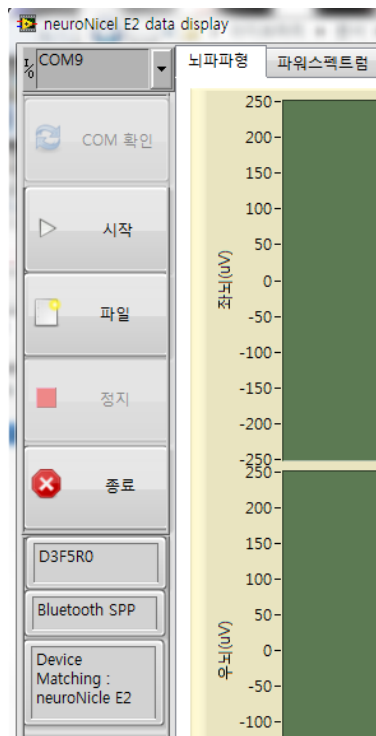 neuroNicel E2 data display
I/O COM9
뇌파파형 파워스펙트럼
COM 확인
시작
파일
정지
종료
D3F5R0
Bluetooth SPP
Device
Matching :
neuroNicle E2
250
200
150
100
50
0
-50
-100
-150
-200
-250
좌뇌(uV)
250
200
150
100
50
0
-50
-100
우뇌(uV)